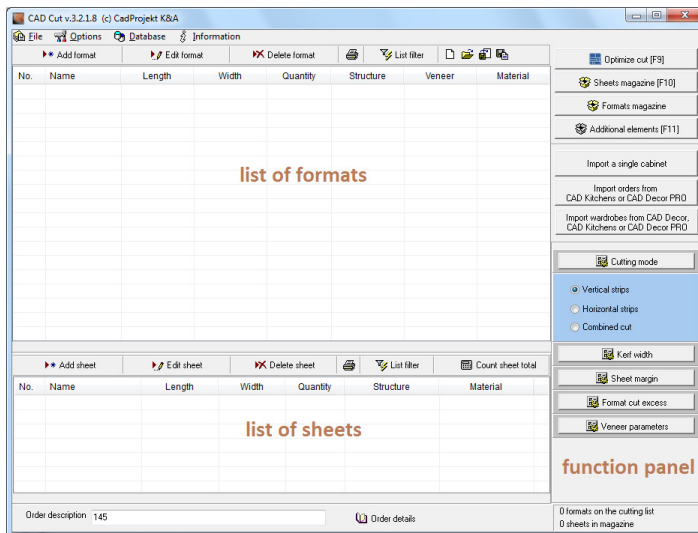 CAD Cut v.3.2.1.8 (c) CadProjekt K&A
File Options Database Information
Add format Edit format Delete format List filter
No. Name Length Width Quantity Structure Veneer Material
list of formats
Add sheet Edit sheet Delete sheet List filter Count sheet total
No. Name Length Width Quantity Structure Material
list of sheets
Order description 145 Order details
Optimize cut [F9]
Sheets magazine [F10]
Formats magazine
Additional elements [F11]
Import a single cabinet
Import orders from
CAD Kitchens or CAD Decor PRO
Import wardrobes from CAD Decor,
CAD Kitchens or CAD Decor PRO
Cutting mode
Vertical strips
Horizontal strips
Combined cut
Kerf width
Sheet margin
Format cut excess
Veneer parameters
function panel
0 formats on the cutting list
0 sheets in magazine